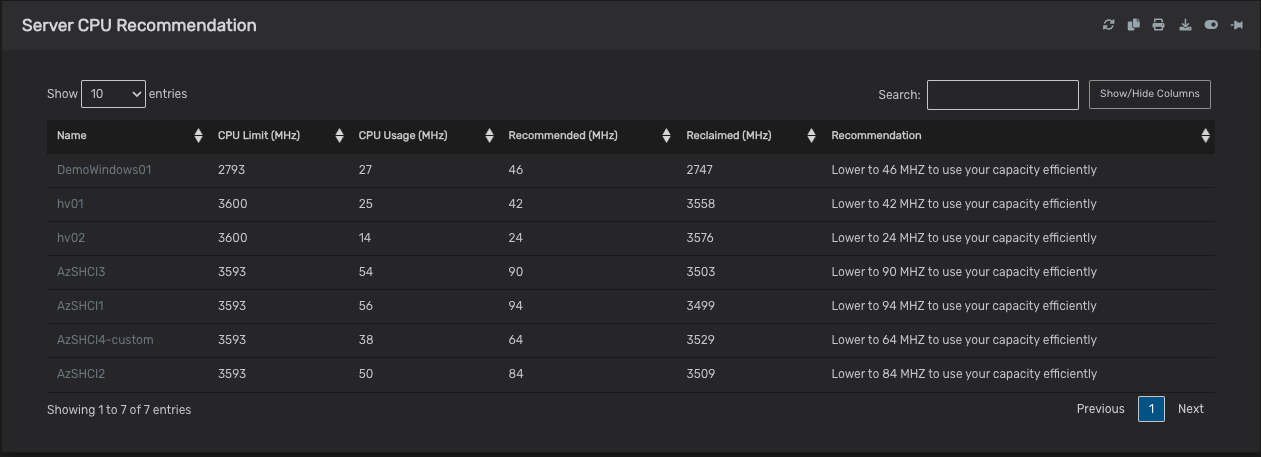 Server CPU Recommendation
Show 10 entries
Search: Show/Hide Columns
Name CPU Limit (MHz) CPU Usage (MHz) Recommended (MHz) Reclaimed (MHz) Recommendation
DemoWindows01 2793 27 46 2747 Lower to 46 MHZ to use your capacity efficiently
hv01 3600 25 42 3558 Lower to 42 MHZ to use your capacity efficiently
hv02 3600 14 24 3576 Lower to 24 MHZ to use your capacity efficiently
AzSHCI3 3593 54 90 3503 Lower to 90 MHZ to use your capacity efficiently
AzSHCI1 3593 56 94 3499 Lower to 94 MHZ to use your capacity efficiently
AzSHCI4-custom 3593 38 64 3529 Lower to 64 MHZ to use your capacity efficiently
AzSHCI2 3593 50 84 3509 Lower to 84 MHZ to use your capacity efficiently
Showing 1 to 7 of 7 entries
Previous 1 Next